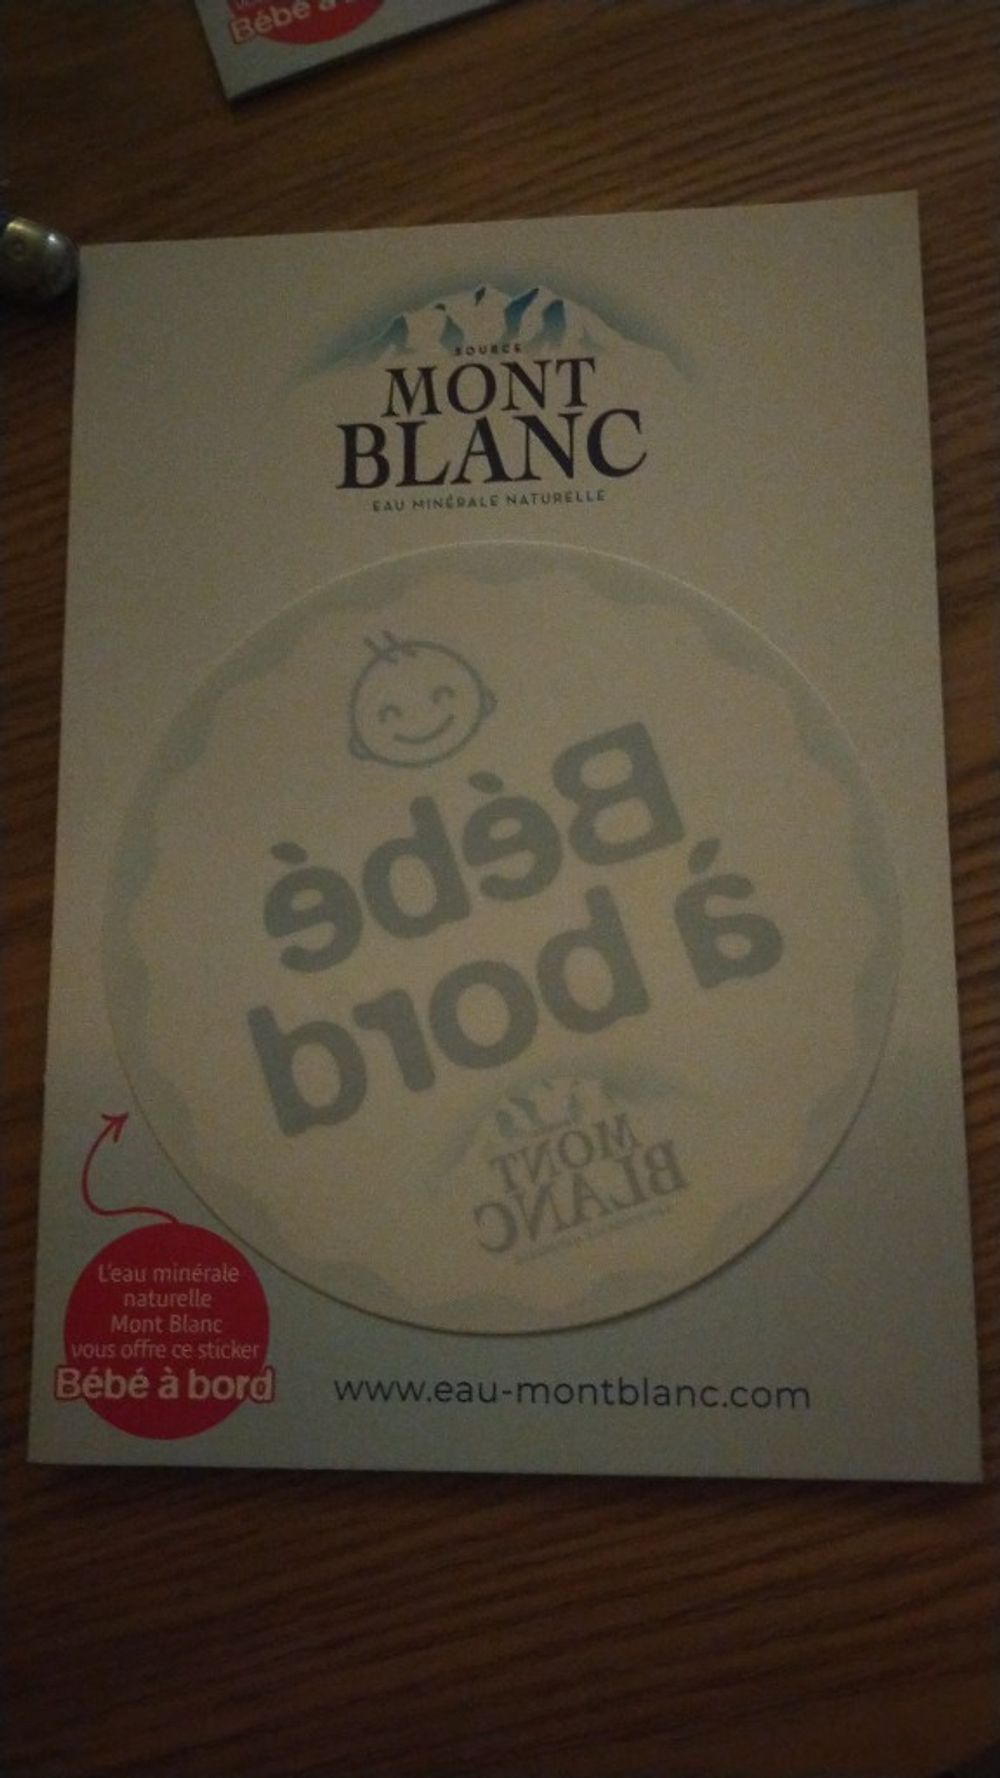 Bébé à
SOURCE
MONT
BLANC
EAU MINÉRALE NATURELLE
Bébé
à bord
MONT
BLANC
L'eau minérale
naturelle
Mont Blanc
vous offre ce sticker
Bébé à bord
www.eau-montblanc.com